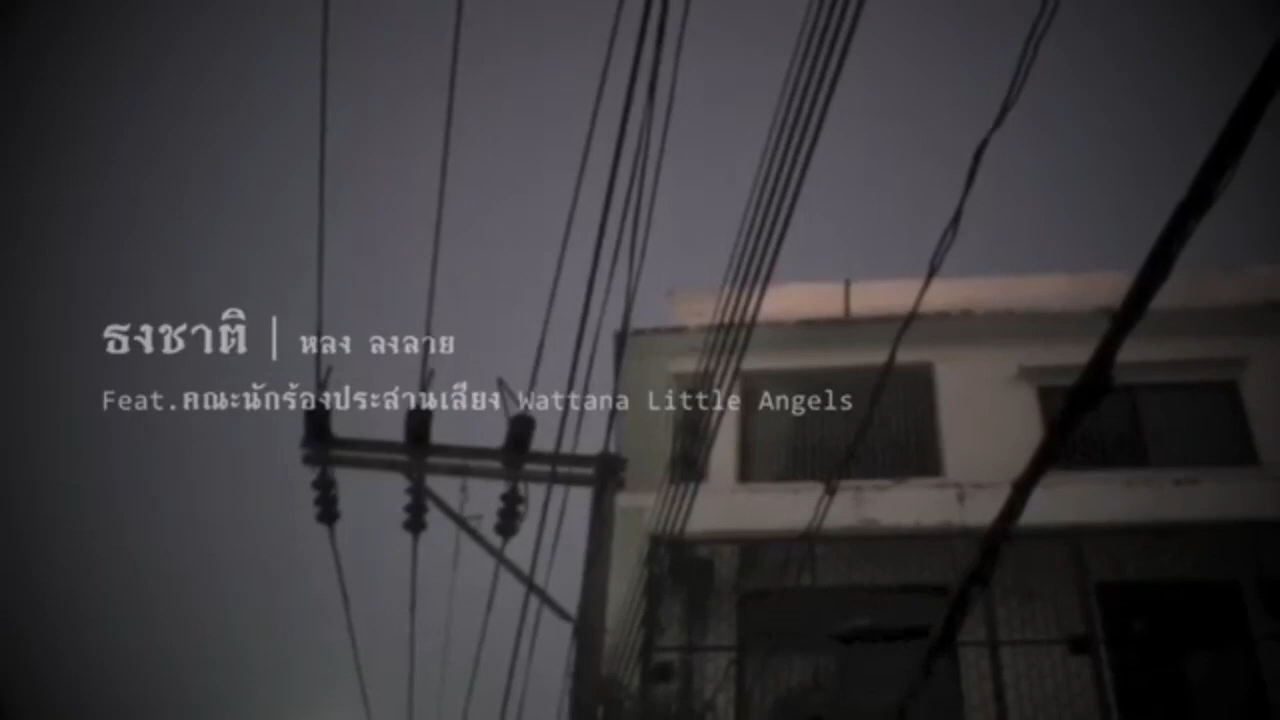 ธงชาติ | หลง ลงลาย
Feat.คณะนักร้องประสานเสียง Wattana Little Angels